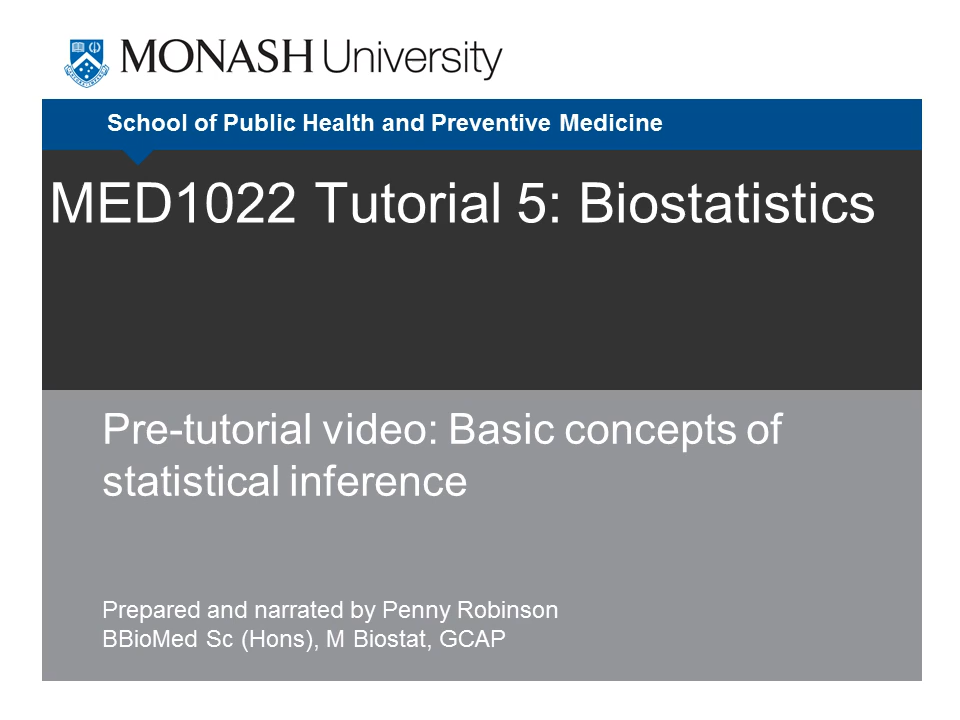 MONASH University
School of Public Health and Preventive Medicine
MED1022 Tutorial 5: Biostatistics
Pre-tutorial video: Basic concepts of
statistical inference
Prepared and narrated by Penny Robinson
BBioMed Sc (Hons), M Biostat, GCAP